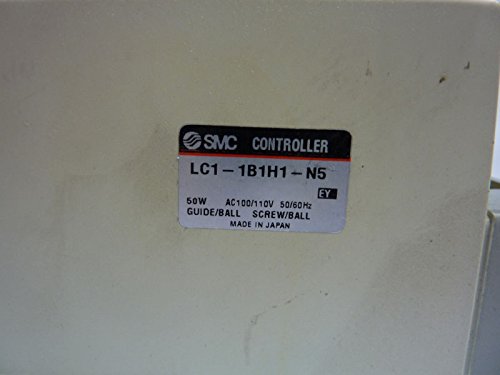 SMC CONTROLLER
LC1-1B1H1-N5
EY
50W AC100/110V 50/60Hz
GUIDE/BALL SCREW/BALL
MADE IN JAPAN